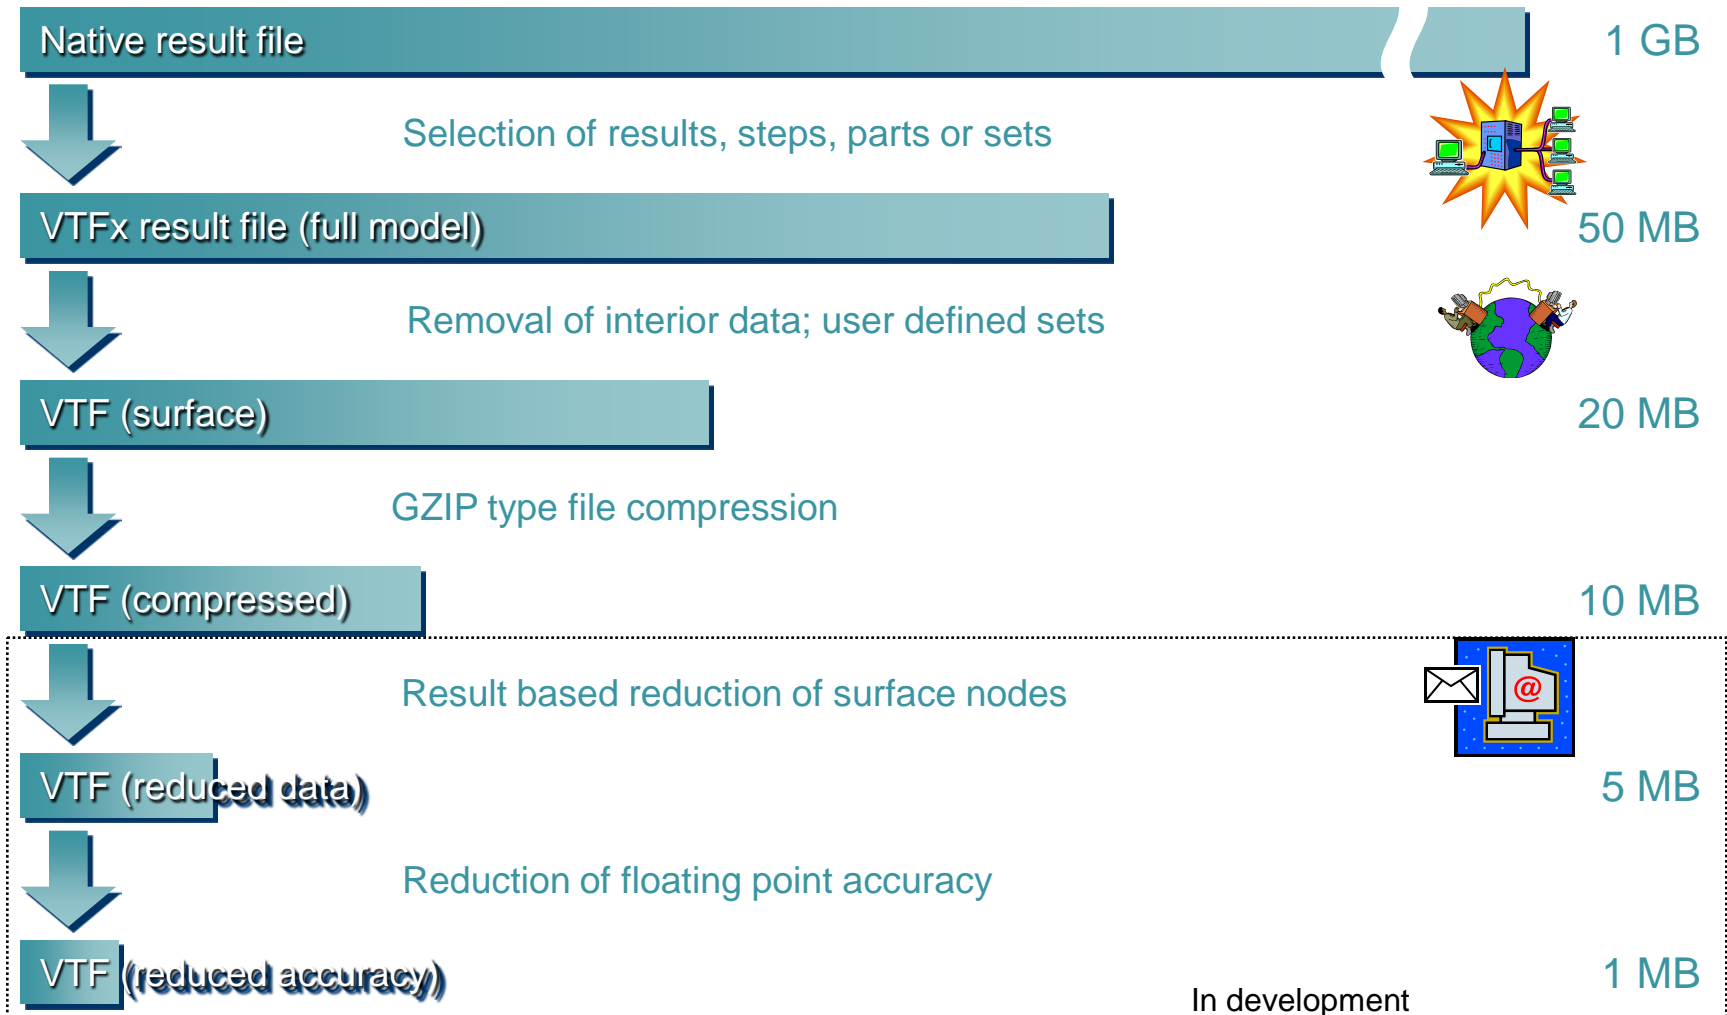 Native result file
1 GB
Selection of results, steps, parts or sets
VTFx result file (full model)
50 MB
Removal of interior data; user defined sets
VTF (surface)
20 MB
GZIP type file compression
VTF (compressed)
10 MB
Result based reduction of surface nodes
@
VTF (reduced data)
5 MB
Reduction of floating point accuracy
VTF (reduced accuracy)
1 MB
In development